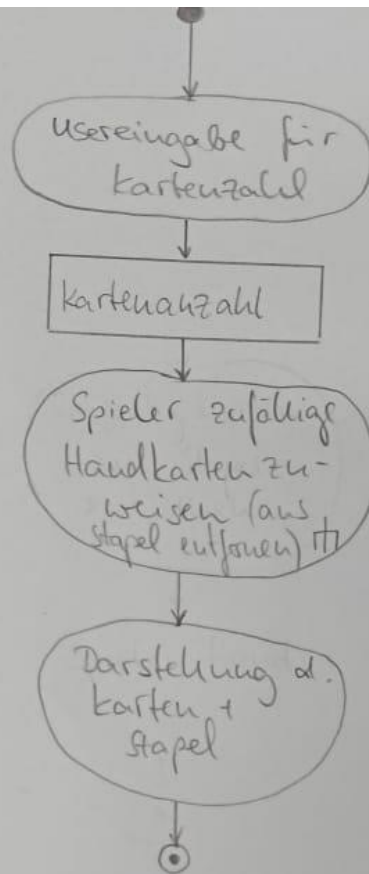 Usereingabe für
Kartenzahl
Kartenanzahl
Spieler zufällige
Handkarten zu-
weisen (aus
Stapel entfernen)
Darstellung d.
Karten +
Stapel